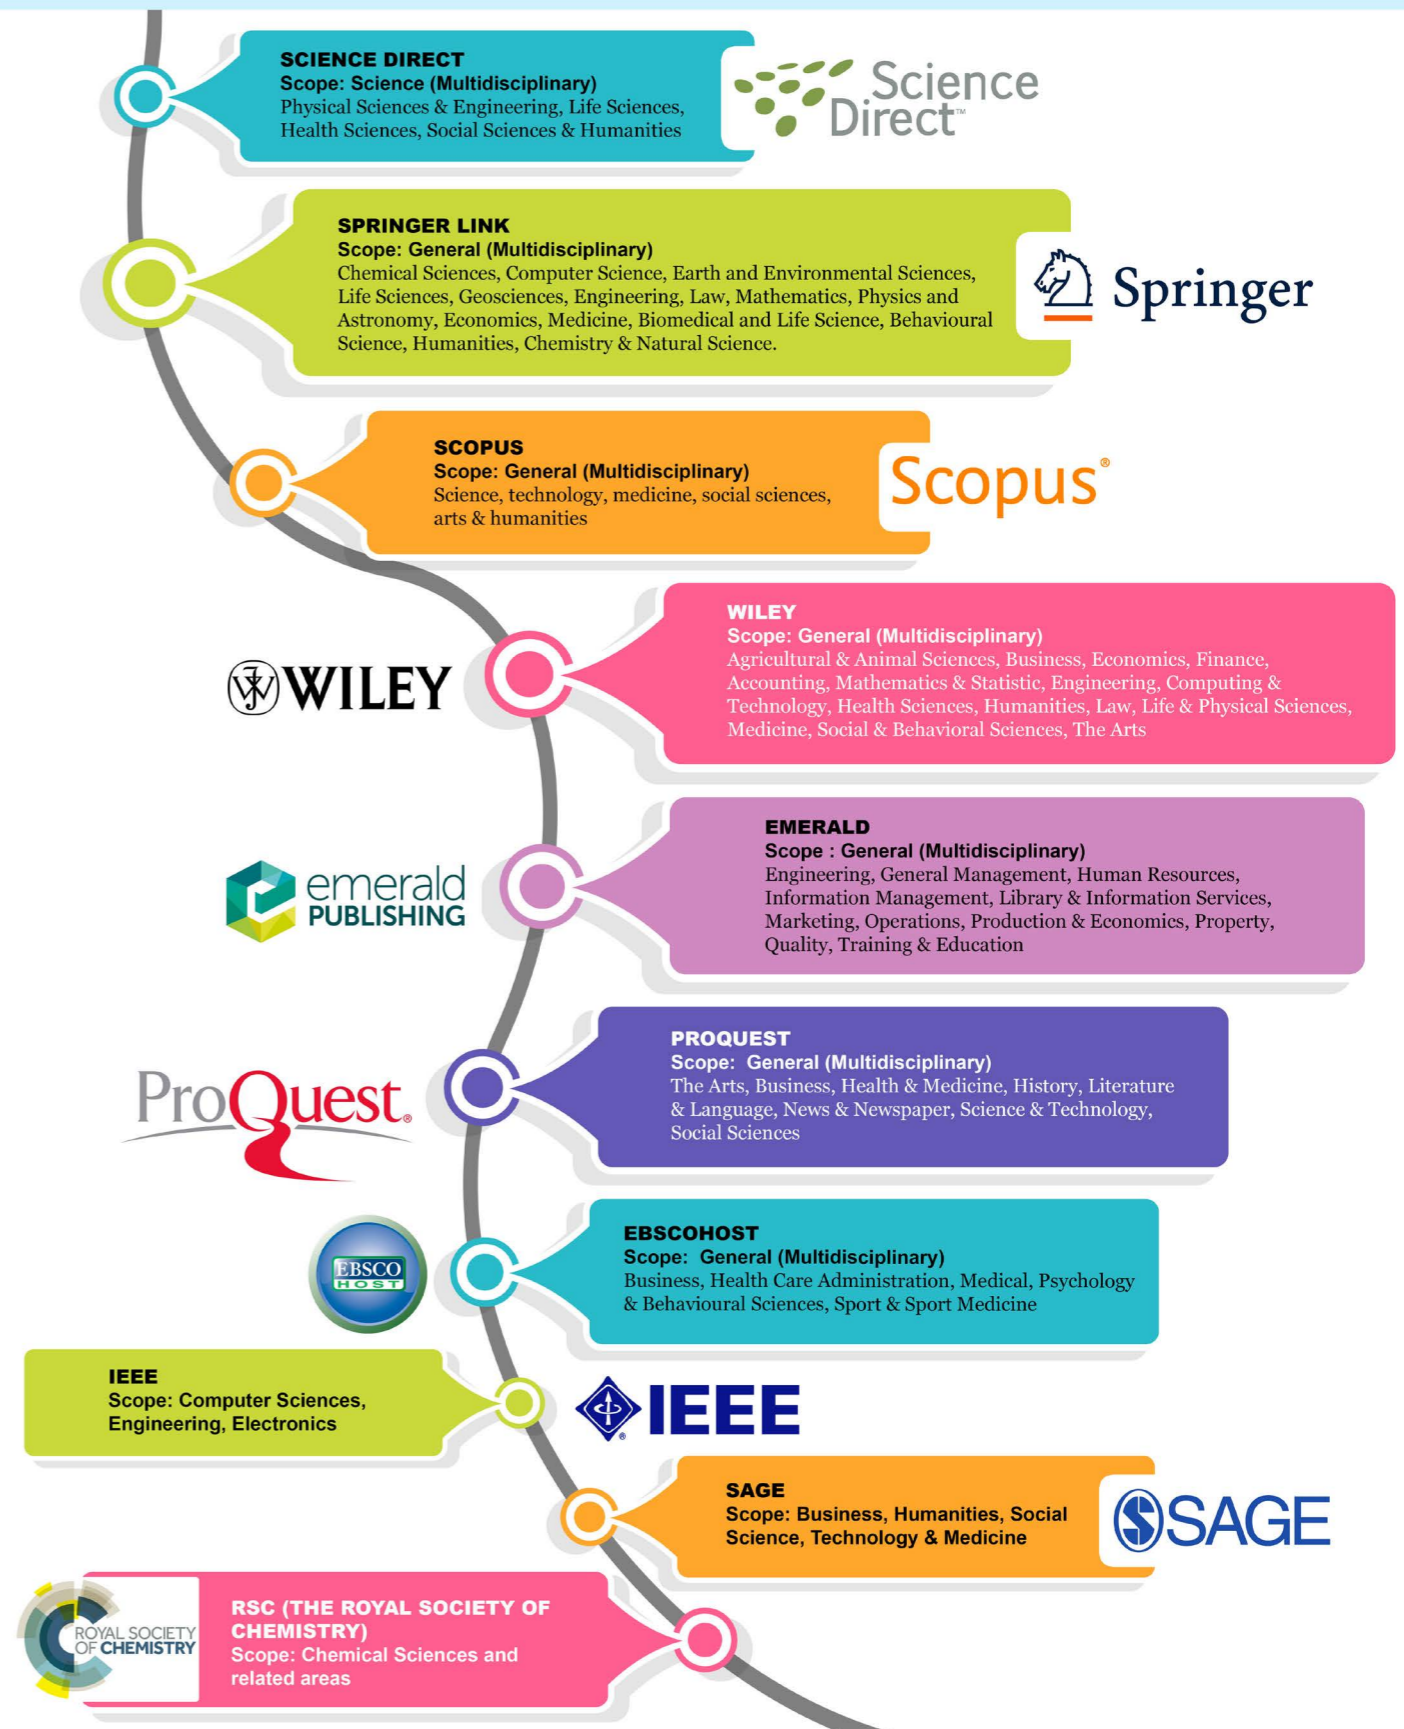 SCIENCE DIRECT
Scope: Science (Multidisciplinary)
Physical Sciences & Engineering, Life Sciences,
Health Sciences, Social Sciences & Humanities
Science
Direct™
SPRINGER LINK
Scope: General (Multidisciplinary)
Chemical Sciences, Computer Science, Earth and Environmental Sciences,
Life Sciences, Geosciences, Engineering, Law, Mathematics, Physics and
Astronomy, Economics, Medicine, Biomedical and Life Science, Behavioural
Science, Humanities, Chemistry & Natural Science.
Springer
SCOPUS
Scope: General (Multidisciplinary)
Science, technology, medicine, social sciences,
arts & humanities
Scopus®
WILEY
WILEY
Scope: General (Multidisciplinary)
Agricultural & Animal Sciences, Business, Economics, Finance,
Accounting, Mathematics & Statistic, Engineering, Computing &
Technology, Health Sciences, Humanities, Law, Life & Physical Sciences,
Medicine, Social & Behavioral Sciences, The Arts
emerald
PUBLISHING
EMERALD
Scope : General (Multidisciplinary)
Engineering, General Management, Human Resources,
Information Management, Library & Information Services,
Marketing, Operations, Production & Economics, Property,
Quality, Training & Education
ProQuest®
PROQUEST
Scope: General (Multidisciplinary)
The Arts, Business, Health & Medicine, History, Literature
& Language, News & Newspaper, Science & Technology,
Social Sciences
EBSCO
HOST
EBSCOHOST
Scope: General (Multidisciplinary)
Business, Health Care Administration, Medical, Psychology
& Behavioural Sciences, Sport & Sport Medicine
IEEE
Scope: Computer Sciences,
Engineering, Electronics
®IEEE
SAGE
Scope: Business, Humanities, Social
Science, Technology & Medicine
SAGE
ROYAL SOCIETY
OF CHEMISTRY
RSC (THE ROYAL SOCIETY OF
CHEMISTRY)
Scope: Chemical Sciences and
related areas